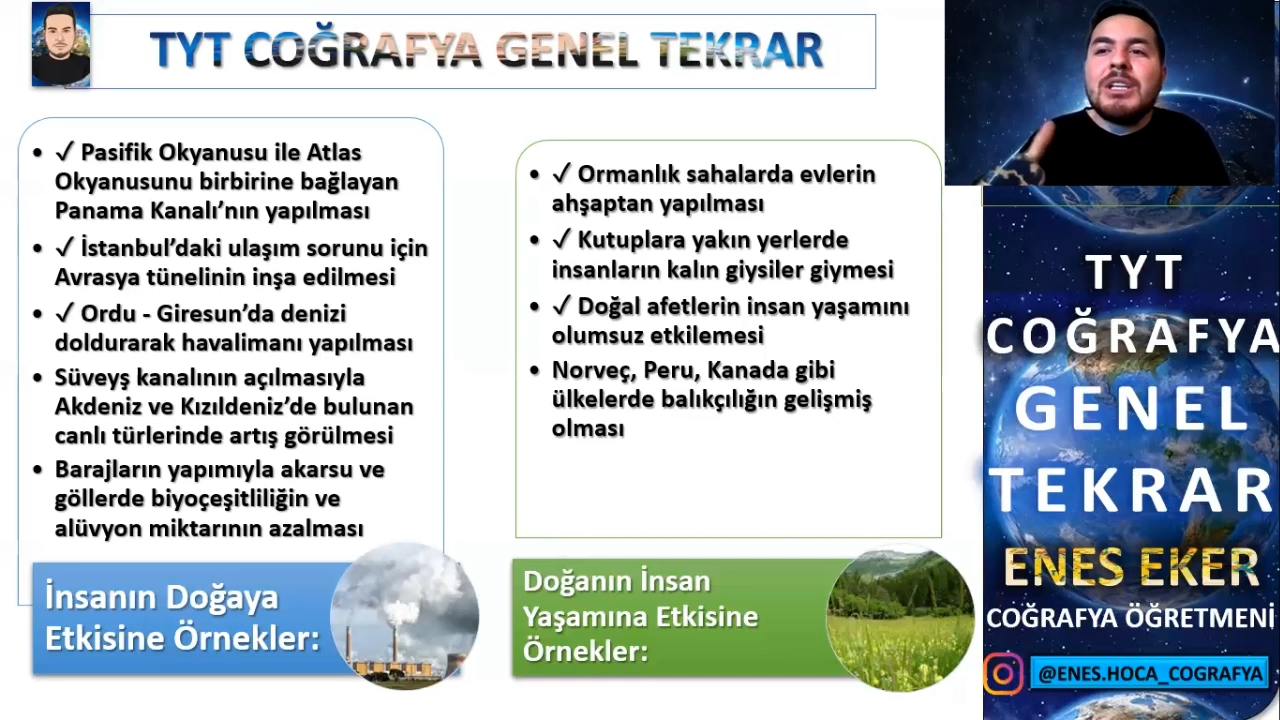 TYT COĞRAFYA GENEL TEKRAR
• ✓ Pasifik Okyanusu ile Atlas
Okyanusunu birbirine bağlayan
Panama Kanalı’nın yapılması
• ✓ İstanbul’daki ulaşım sorunu için
Avrasya tünelinin inşa edilmesi
• ✓ Ordu - Giresun’da denizi
doldurarak havalimanı yapılması
• Süveyş kanalının açılmasıyla
Akdeniz ve Kızıldeniz’de bulunan
canlı türlerinde artış görülmesi
• Barajların yapımıyla akarsu ve
göllerde biyoçeşitliliğin ve
alüvyon miktarının azalması
İnsanın Doğaya
Etkisine Örnekler:
• ✓ Ormanlık sahalarda evlerin
ahşaptan yapılması
• ✓ Kutuplara yakın yerlerde
insanların kalın giysiler giymesi
• ✓ Doğal afetlerin insan yaşamını
olumsuz etkilemesi
• Norveç, Peru, Kanada gibi
ülkelerde balıkçılığın gelişmiş
olması
Doğanın İnsan
Yaşamına Etkisine
Örnekler:
TYT
COĞRAFYA
GENEL
TEKRAR
ENES EKER
COĞRAFYA ÖĞRETMENİ
@ENES.HOCA_COGRAFYA